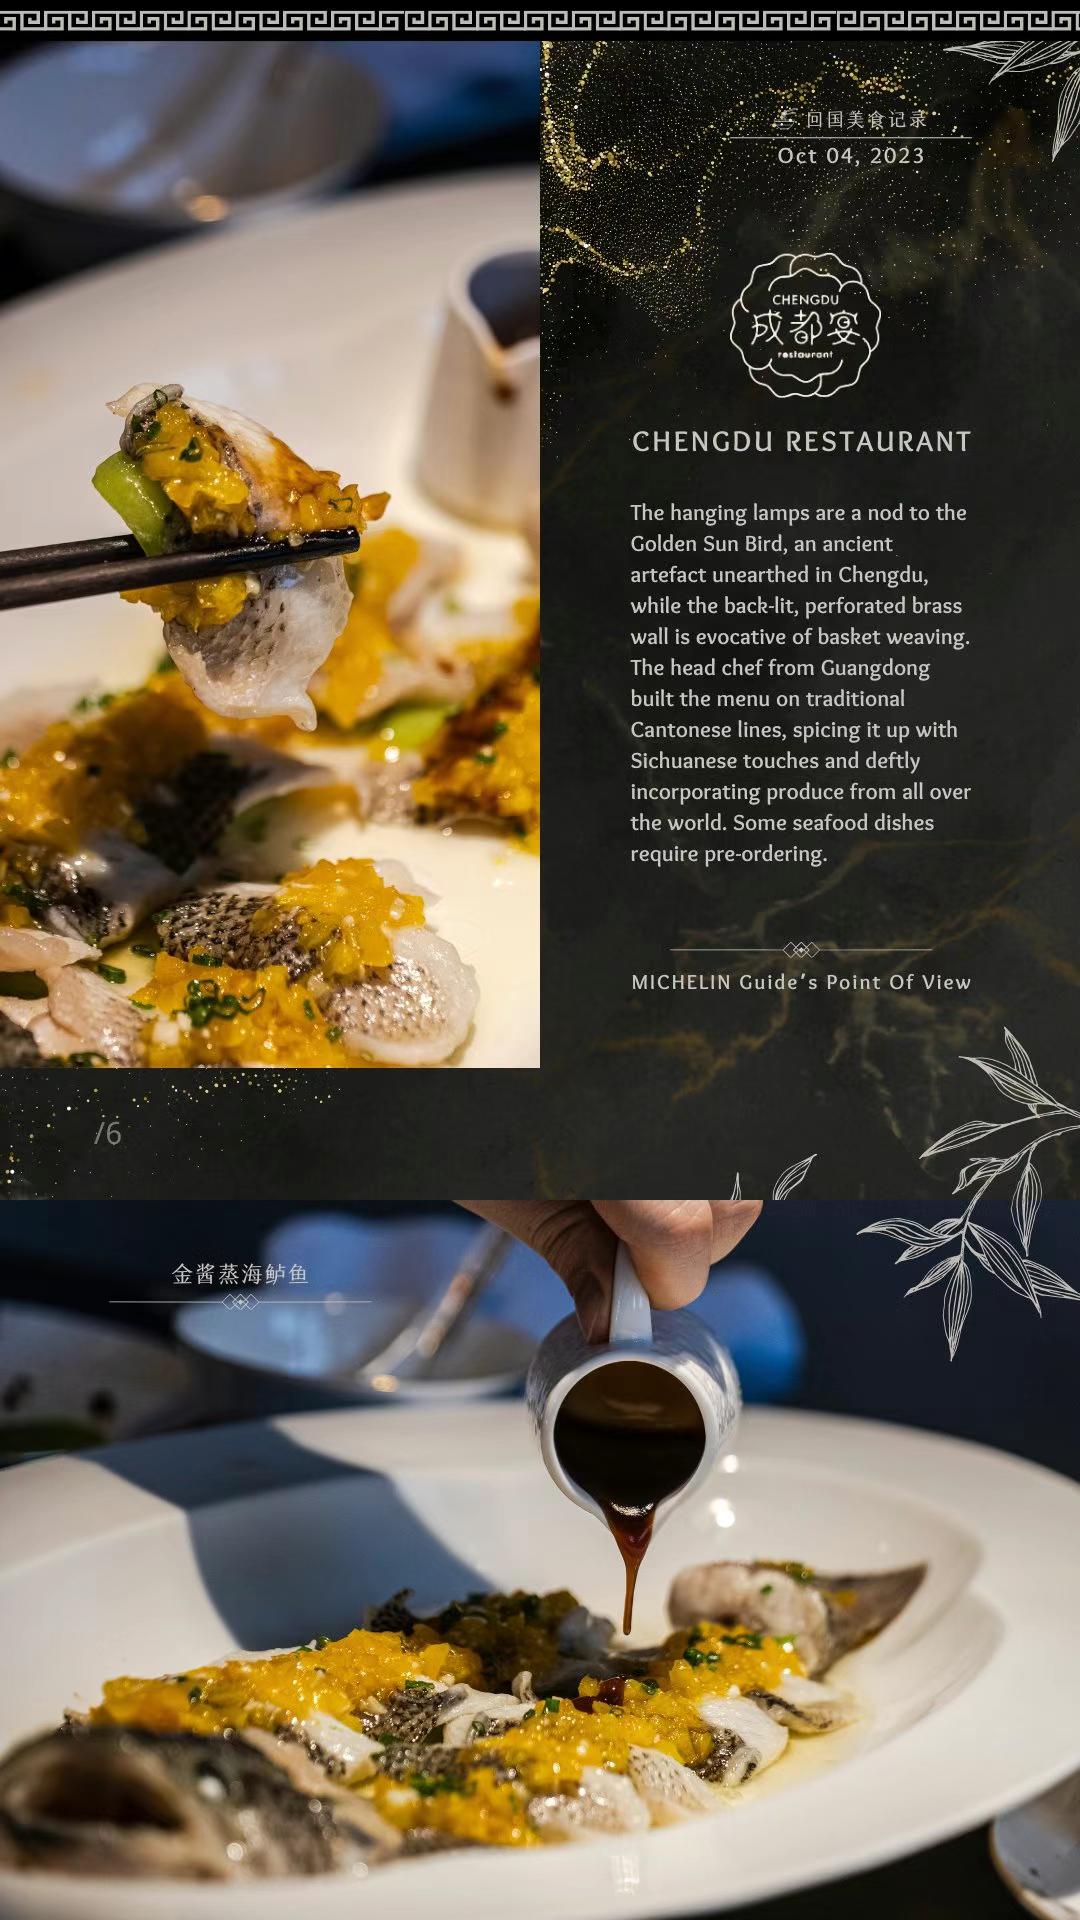 回国美食记录
Oct 04, 2023
CHENGDU
成都宴
restaurant
CHENGDU RESTAURANT
The hanging lamps are a nod to the
Golden Sun Bird, an ancient
artefact unearthed in Chengdu,
while the back-lit, perforated brass
wall is evocative of basket weaving.
The head chef from Guangdong
built the menu on traditional
Cantonese lines, spicing it up with
Sichuanese touches and deftly
incorporating produce from all over
the world. Some seafood dishes
require pre-ordering.
MICHELIN Guide's Point Of View
/6
金酱蒸海鲈鱼